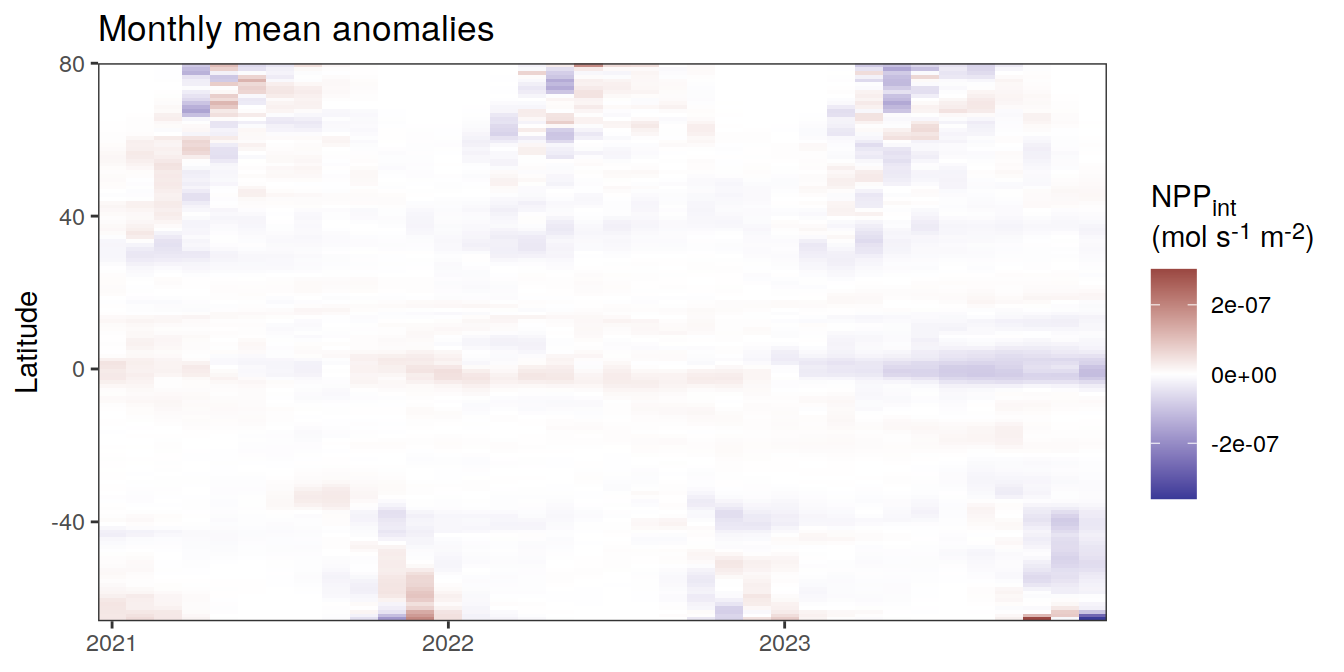 Monthly mean anomalies
Latitude
80
40
0
-40
2021
2022
2023
NPPint
(mol s-1 m-2)
2e-07
0e+00
-2e-07